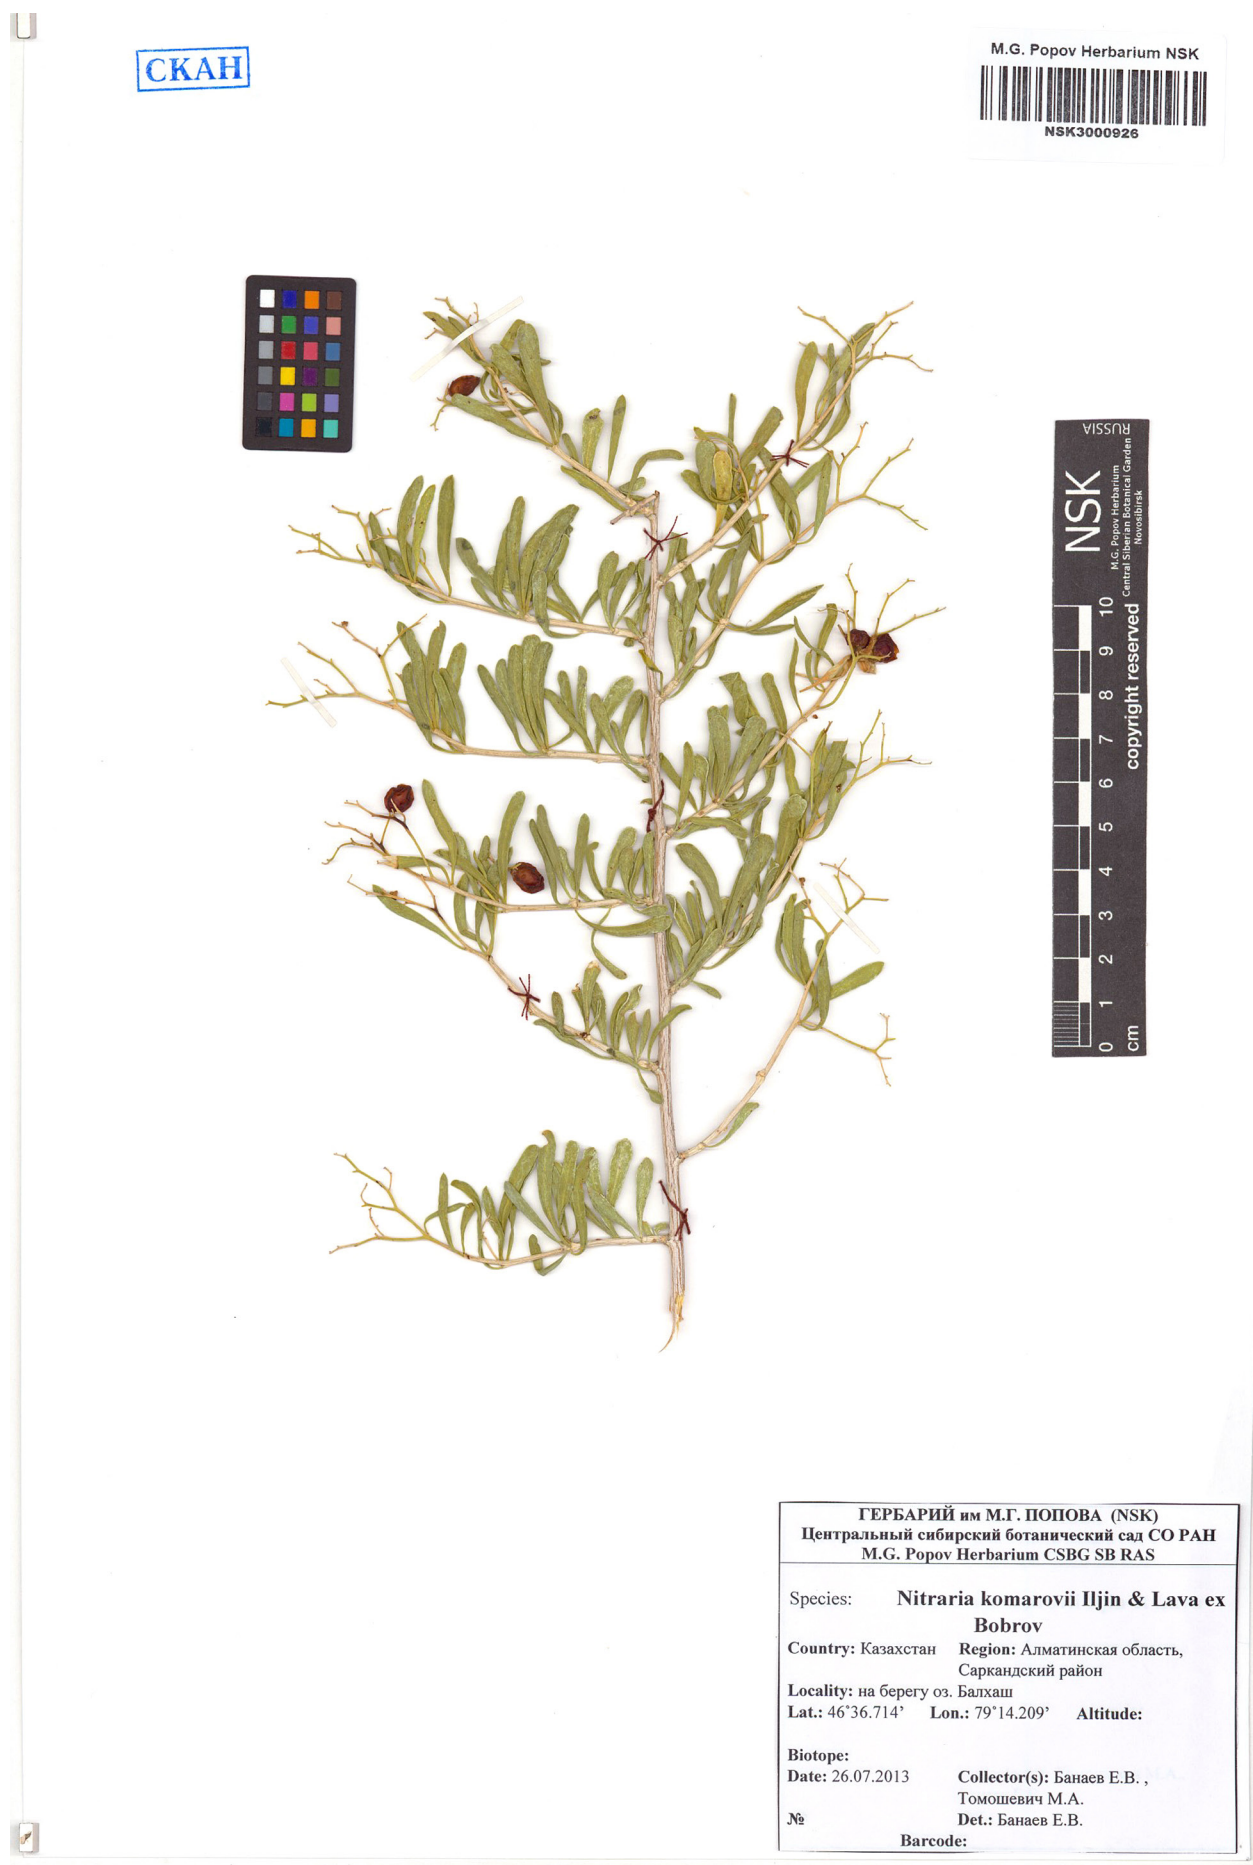 СКАН
M.G. Popov Herbarium NSK
NSK3000926
RUSSIA
NSK
M.G. Popov Herbarium
Central Siberian Botanical Garden
Novosibirsk
copyright reserved
10
9
8
7
6
5
4
3
2
1
0
cm
ГЕРБАРИЙ им М.Г. ПОПОВА (NSK)
Центральный сибирский ботанический сад СО РАН
M.G. Popov Herbarium CSBG SB RAS
Species: Nitraria komarovii Iljin & Lava ex
Bobrov
Country: Казахстан Region: Алматинская область,
Саркандский район
Locality: на берегу оз. Балхаш
Lat.: 46˚36.714’ Lon.: 79˚14.209’ Altitude:
Biotope:
Date: 26.07.2013 Collector(s): Банаев Е.В. ,
Томошевич М.А.
№ Det.: Банаев Е.В.
Barcode: